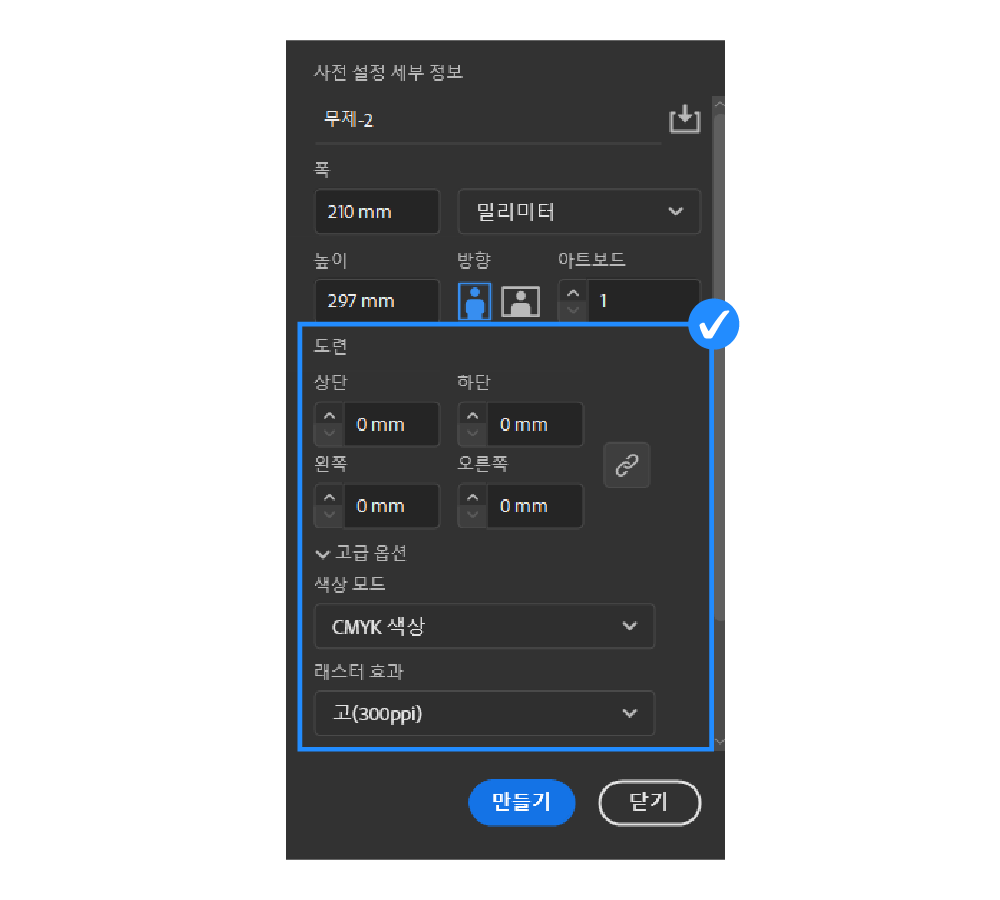 사전 설정 세부 정보
무제-2
폭
210 mm 밀리미터
높이 방향 아트보드
297 mm 1
도련
상단 하단
0 mm 0 mm
왼쪽 오른쪽
0 mm 0 mm
고급 옵션
색상 모드
CMYK 색상
래스터 효과
고(300ppi)
만들기 닫기